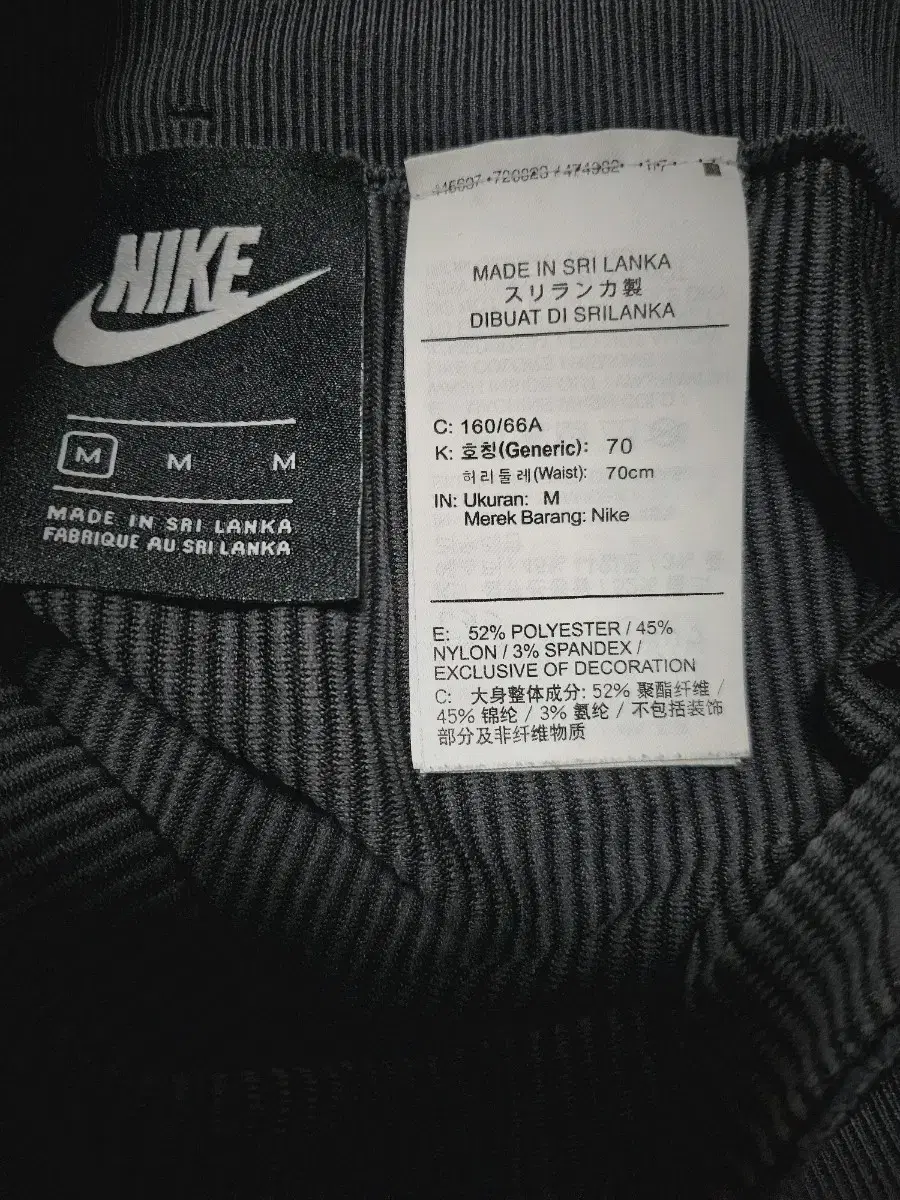 NIKE
M M M
MADE IN SRI LANKA
FABRIQUE AU SRI LANKA
MADE IN SRI LANKA
スリランカ製
DIBUAT DI SRILANKA
C: 160/66A
K: 호칭(Generic): 70
허리둘레(Waist): 70cm
IN: Ukuran: M
Merek Barang: Nike
E: 52% POLYESTER / 45%
NYLON / 3% SPANDEX /
EXCLUSIVE OF DECORATION
C: 大身整体成分: 52% 聚酯纤维 /
45% 锦纶 / 3% 氨纶 / 不包括装饰
部分及非纤维物质